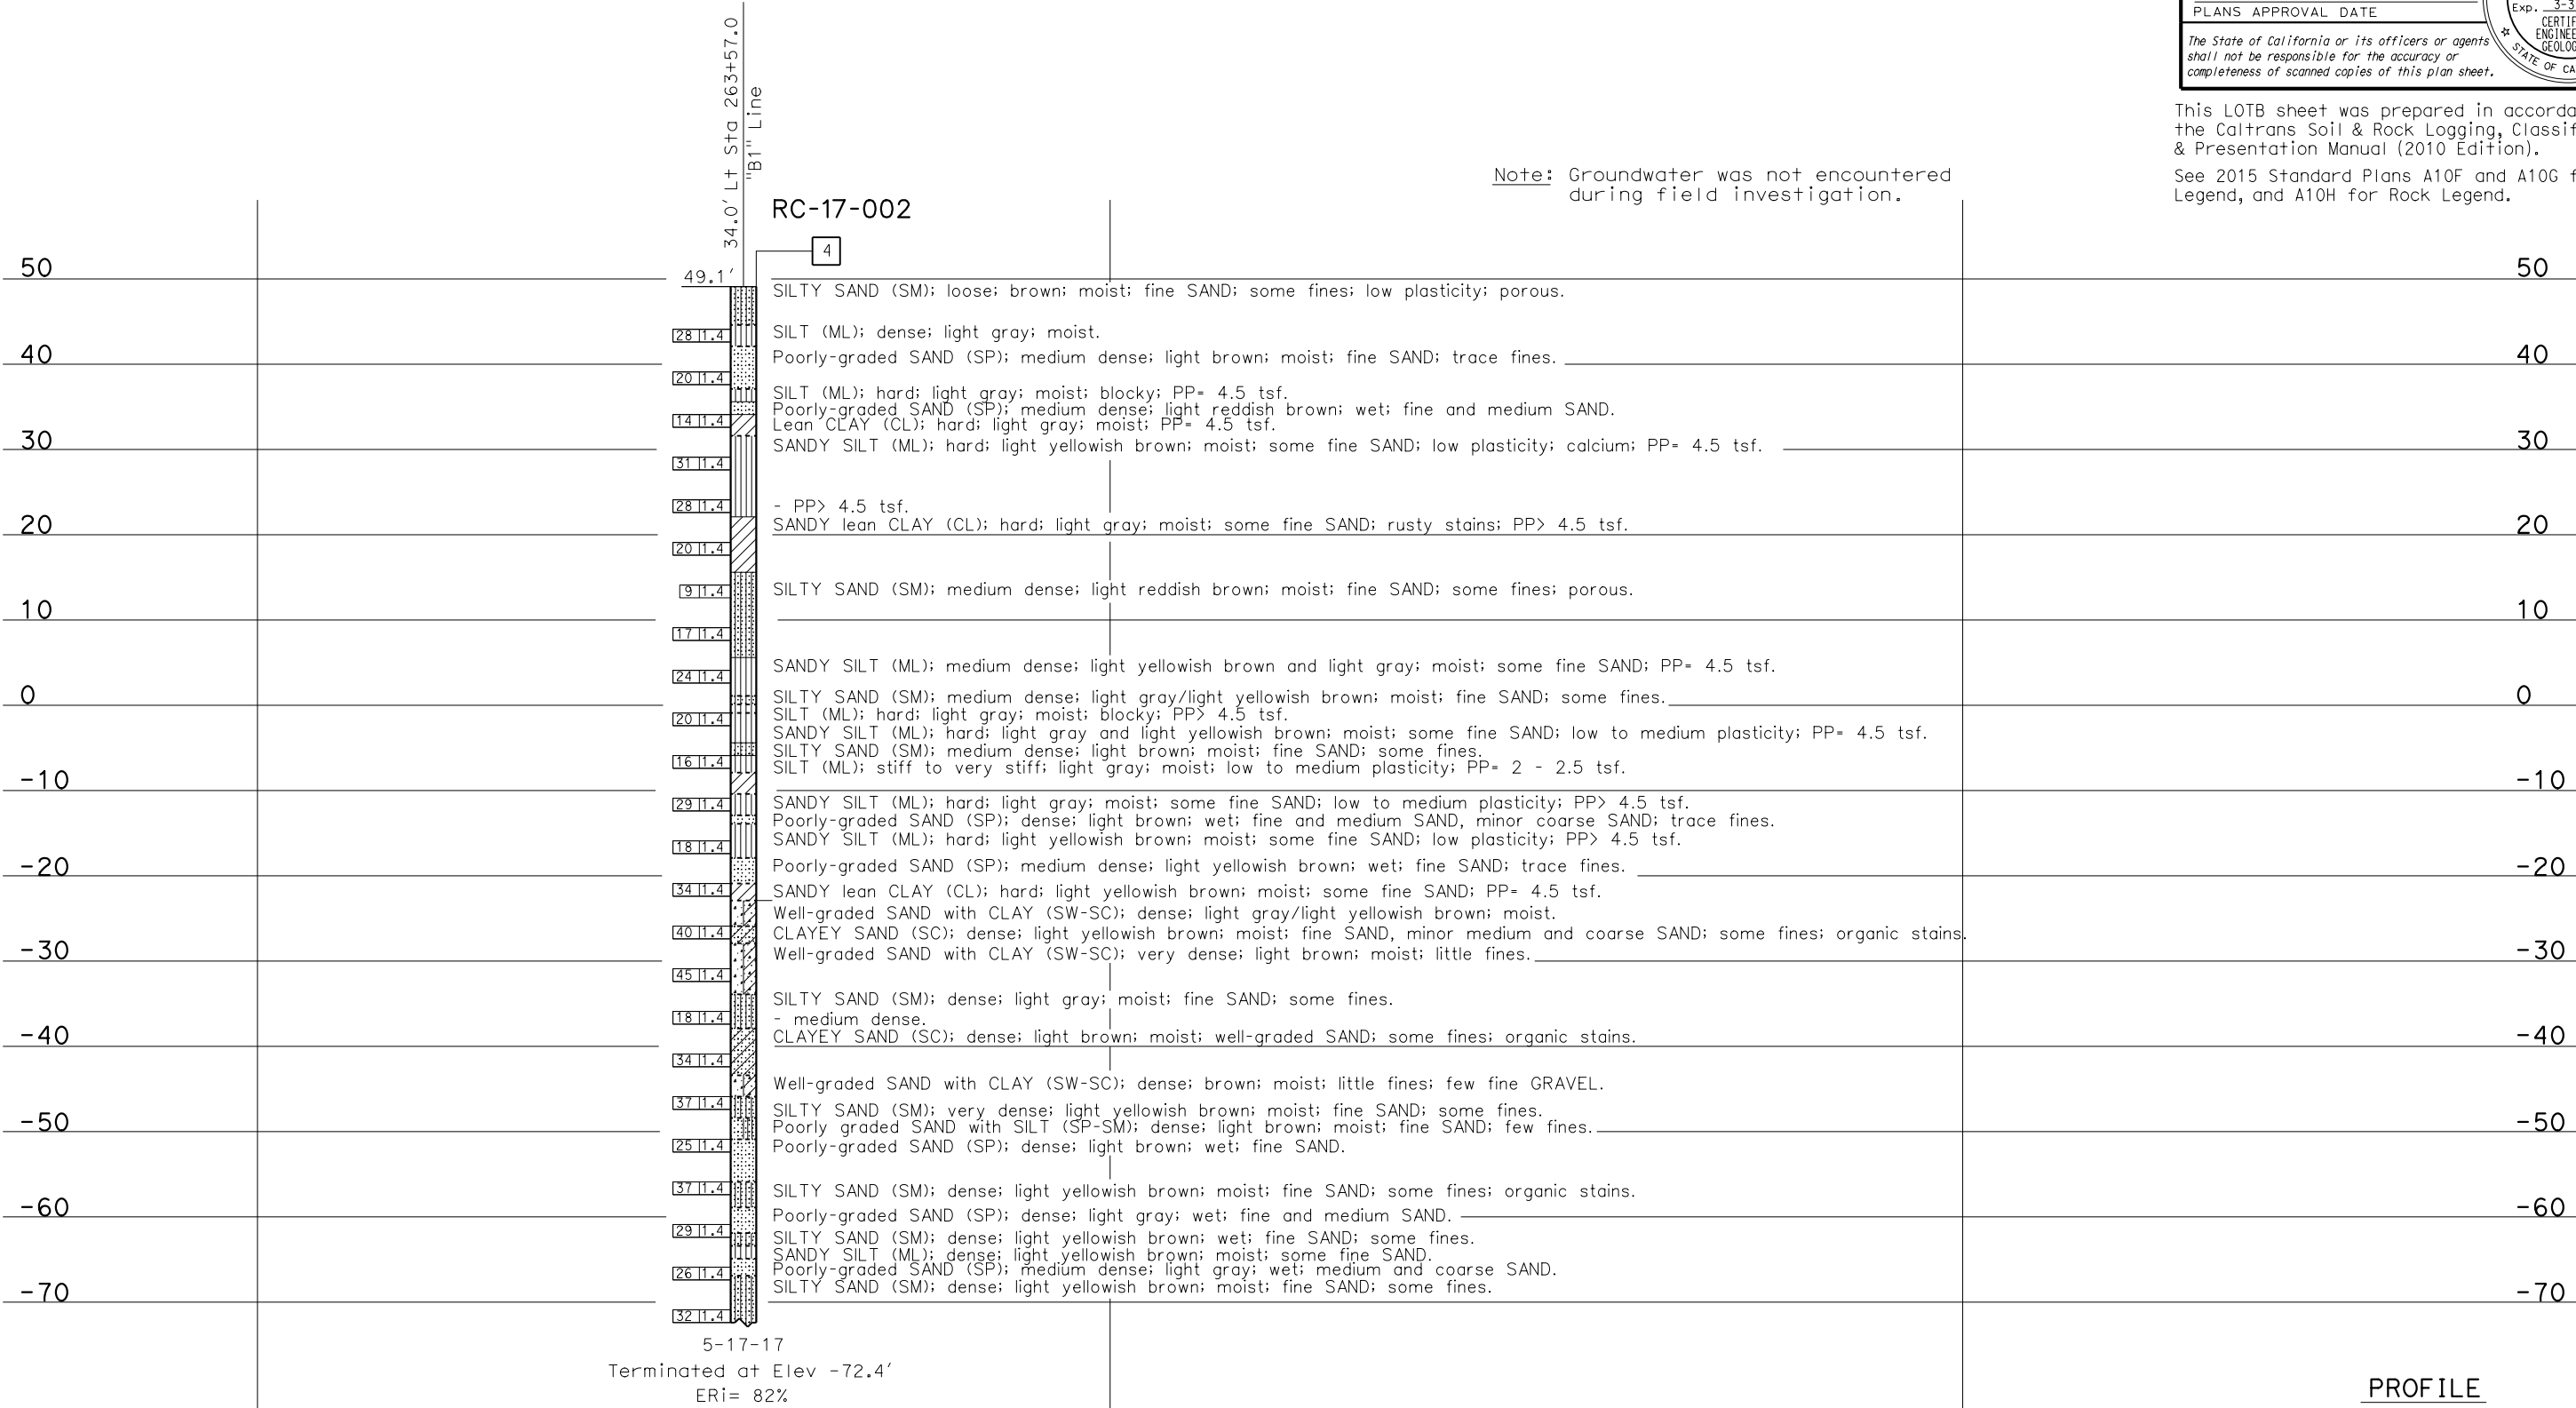 PLANS APPROVAL DATE
Exp. 3-3
CERTIF
ENGINEE
GEOLOG
STATE OF CA
The State of California or its officers or agents
shall not be responsible for the accuracy or
completeness of scanned copies of this plan sheet.
This LOTB sheet was prepared in accorda
the Caltrans Soil & Rock Logging, Classif
& Presentation Manual (2010 Edition).
See 2015 Standard Plans A10F and A10G f
Legend, and A10H for Rock Legend.
Note: Groundwater was not encountered
during field investigation.
34.0' Lt Sta 263+57.0
"B1" Line
RC-17-002
4
50 50
49.1'
SILTY SAND (SM); loose; brown; moist; fine SAND; some fines; low plasticity; porous.
28 1.4 SILT (ML); dense; light gray; moist.
40 Poorly-graded SAND (SP); medium dense; light brown; moist; fine SAND; trace fines. 40
20 1.4
SILT (ML); hard; light gray; moist; blocky; PP= 4.5 tsf.
Poorly-graded SAND (SP); medium dense; light reddish brown; wet; fine and medium SAND.
14 1.4 Lean CLAY (CL); hard; light gray; moist; PP= 4.5 tsf.
30 SANDY SILT (ML); hard; light yellowish brown; moist; some fine SAND; low plasticity; calcium; PP= 4.5 tsf. 30
31 1.4
28 1.4 - PP> 4.5 tsf.
20 SANDY lean CLAY (CL); hard; light gray; moist; some fine SAND; rusty stains; PP> 4.5 tsf. 20
20 1.4
9 1.4 SILTY SAND (SM); medium dense; light reddish brown; moist; fine SAND; some fines; porous.
10 10
17 1.4
SANDY SILT (ML); medium dense; light yellowish brown and light gray; moist; some fine SAND; PP= 4.5 tsf.
24 1.4
0 SILTY SAND (SM); medium dense; light gray/light yellowish brown; moist; fine SAND; some fines. 0
20 1.4 SILT (ML); hard; light gray; moist; blocky; PP> 4.5 tsf.
SANDY SILT (ML); hard; light gray and light yellowish brown; moist; some fine SAND; low to medium plasticity; PP= 4.5 tsf.
SILTY SAND (SM); medium dense; light brown; moist; fine SAND; some fines.
16 1.4 SILT (ML); stiff to very stiff; light gray; moist; low to medium plasticity; PP= 2 - 2.5 tsf.
-10 -10
29 1.4 SANDY SILT (ML); hard; light gray; moist; some fine SAND; low to medium plasticity; PP> 4.5 tsf.
Poorly-graded SAND (SP); dense; light brown; wet; fine and medium SAND, minor coarse SAND; trace fines.
18 1.4 SANDY SILT (ML); hard; light yellowish brown; moist; some fine SAND; low plasticity; PP> 4.5 tsf.
-20 Poorly-graded SAND (SP); medium dense; light yellowish brown; wet; fine SAND; trace fines. -20
34 1.4 SANDY lean CLAY (CL); hard; light yellowish brown; moist; some fine SAND; PP= 4.5 tsf.
Well-graded SAND with CLAY (SW-SC); dense; light gray/light yellowish brown; moist.
40 1.4 CLAYEY SAND (SC); dense; light yellowish brown; moist; fine SAND, minor medium and coarse SAND; some fines; organic stains.
-30 Well-graded SAND with CLAY (SW-SC); very dense; light brown; moist; little fines. -30
45 1.4
SILTY SAND (SM); dense; light gray; moist; fine SAND; some fines.
18 1.4 - medium dense.
-40 CLAYEY SAND (SC); dense; light brown; moist; well-graded SAND; some fines; organic stains. -40
34 1.4
Well-graded SAND with CLAY (SW-SC); dense; brown; moist; little fines; few fine GRAVEL.
37 1.4 SILTY SAND (SM); very dense; light yellowish brown; moist; fine SAND; some fines.
-50 Poorly graded SAND with SILT (SP-SM); dense; light brown; moist; fine SAND; few fines. -50
25 1.4 Poorly-graded SAND (SP); dense; light brown; wet; fine SAND.
37 1.4 SILTY SAND (SM); dense; light yellowish brown; moist; fine SAND; some fines; organic stains.
-60 Poorly-graded SAND (SP); dense; light gray; wet; fine and medium SAND. -60
29 1.4 SILTY SAND (SM); dense; light yellowish brown; wet; fine SAND; some fines.
SANDY SILT (ML); dense; light yellowish brown; moist; some fine SAND.
26 1.4 Poorly-graded SAND (SP); medium dense; light gray; wet; medium and coarse SAND.
-70 SILTY SAND (SM); dense; light yellowish brown; moist; fine SAND; some fines. -70
32 1.4
5-17-17
Terminated at Elev -72.4'
ERi= 82%
PROFILE